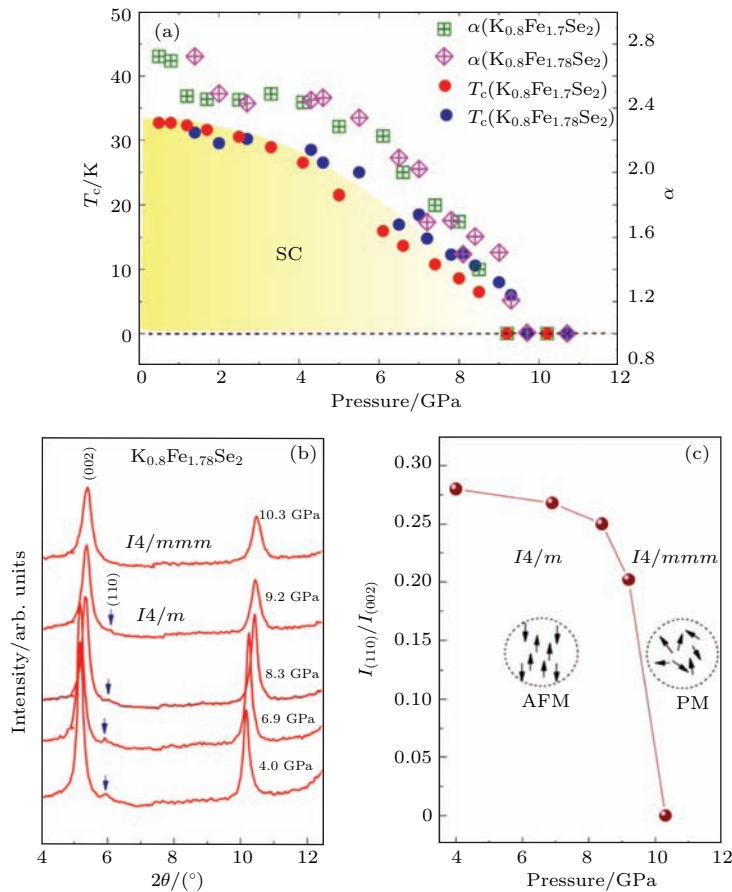 (a)
α(K0.8Fe1.7Se2)
α(K0.8Fe1.78Se2)
Tc(K0.8Fe1.7Se2)
Tc(K0.8Fe1.78Se2)
50
45
40
30
20
10
0
Tc/K
2.8
2.4
2.0
1.6
1.2
0.8
α
SC
0 2 4 6 8 10 12
Pressure/GPa
K0.8Fe1.78Se2 (b)
(002)
10.3 GPa
I4/mmm
(110)
9.2 GPa
I4/m
8.3 GPa
6.9 GPa
4.0 GPa
Intensity/arb. units
4 6 8 10 12
2θ/(°)
(c)
0.30
0.25
0.20
0.15
0.10
0.05
0
I(110)/I(002)
I4/m I4/mmm
AFM PM
4 6 8 10 12
Pressure/GPa